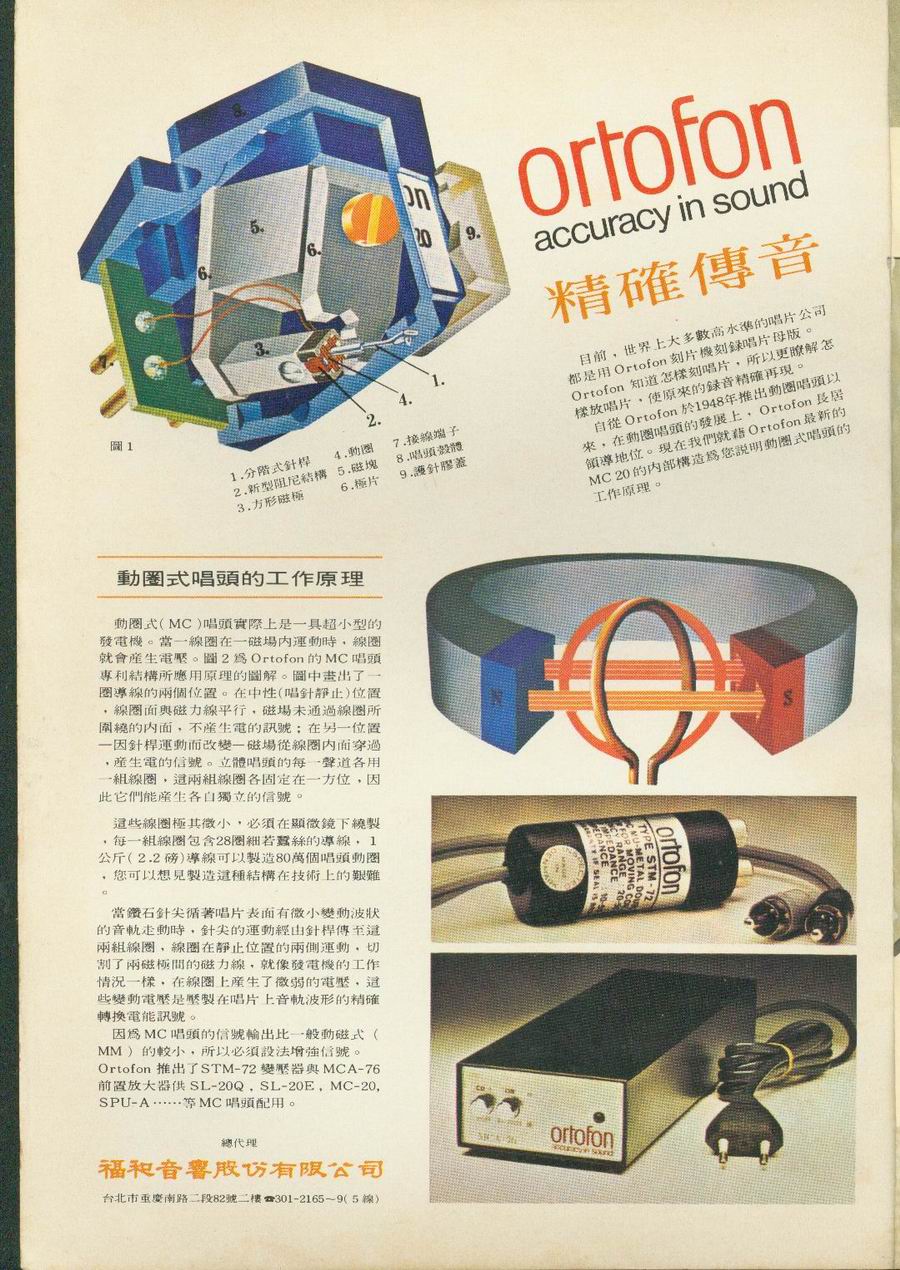 ortofon
accuracy in sound
精確傳音
目前，世界上大多數高水準的唱片公司
都是用 Ortofon 刻片機刻錄唱片母版。
Ortofon 知道怎樣刻唱片，所以更瞭解怎
樣放唱片，使原來的錄音精確再現。
自從 Ortofon 於1948年推出動圈唱頭以
來，在動圈唱頭的發展上，Ortofon 長居
領導地位。現在我們就藉 Ortofon 最新的
MC 20 的內部構造爲您說明動圈式唱頭的
工作原理。
on
20
8.
5.
6.
6.
9.
3.
7.
1.
4.
2.
圖 1
1.分階式針桿
2.新型阻尼結構
3.方形磁極
4.動圈
5.磁塊
6.極片
7.接線端子
8.唱頭殼體
9.護針膠蓋
動圈式唱頭的工作原理
動圈式( MC )唱頭實際上是一具超小型的
發電機。當一線圈在一磁場內運動時，線圈
就會產生電壓。圖 2 爲 Ortofon 的 MC 唱頭
專利結構所應用原理的圖解。圖中畫出了一
圈導線的兩個位置。在中性(唱針靜止)位置
，線圈面與磁力線平行，磁場未通過線圈所
圍繞的內面，不產生電的訊號；在另一位置
—因針桿運動而改變—磁場從線圈內面穿過
，產生電的信號。立體唱頭的每一聲道各用
一組線圈，這兩組線圈各固定在一方位，因
此它們能產生各自獨立的信號。
這些線圈極其微小，必須在顯微鏡下繞製
，每一組線圈包含28圈細若蠶絲的導線，1
公斤( 2.2 磅) 導線可以製造80萬個唱頭動圈
，您可以想見製造這種結構在技術上的艱難
。
當鑽石針尖循著唱片表面有微小變動波狀
的音軌走動時，針尖的運動經由針桿傳至這
兩組線圈，線圈在靜止位置的兩側運動，切
割了兩磁極間的磁力線，就像發電機的工作
情況一樣，在線圈上產生了微弱的電壓，這
些變動電壓是壓製在唱片上音軌波形的精確
轉換電能訊號。
因爲 MC 唱頭的信號輸出比一般動磁式 (
MM ) 的較小，所以必須設法增強信號。
Ortofon 推出了STM-72 變壓器與 MCA-76
前置放大器供 SL-20Q , SL-20E , MC-20,
SPU-A ……等 MC 唱頭配用。
總代理
福和音響股份有限公司
台北市重慶南路二段82號二樓 ☎301-2165～9( 5 線)
N
S
ortofon
TYPE STM-72
ortofon
accuracy in sound